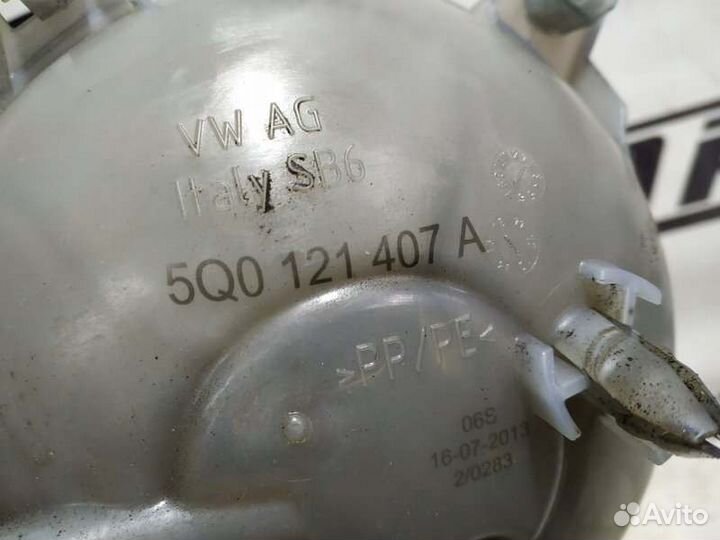 VW AG
Italy SB6
5Q0 121 407 A
>PP/PE<
06S
16-07-2013
2/0283
Avito